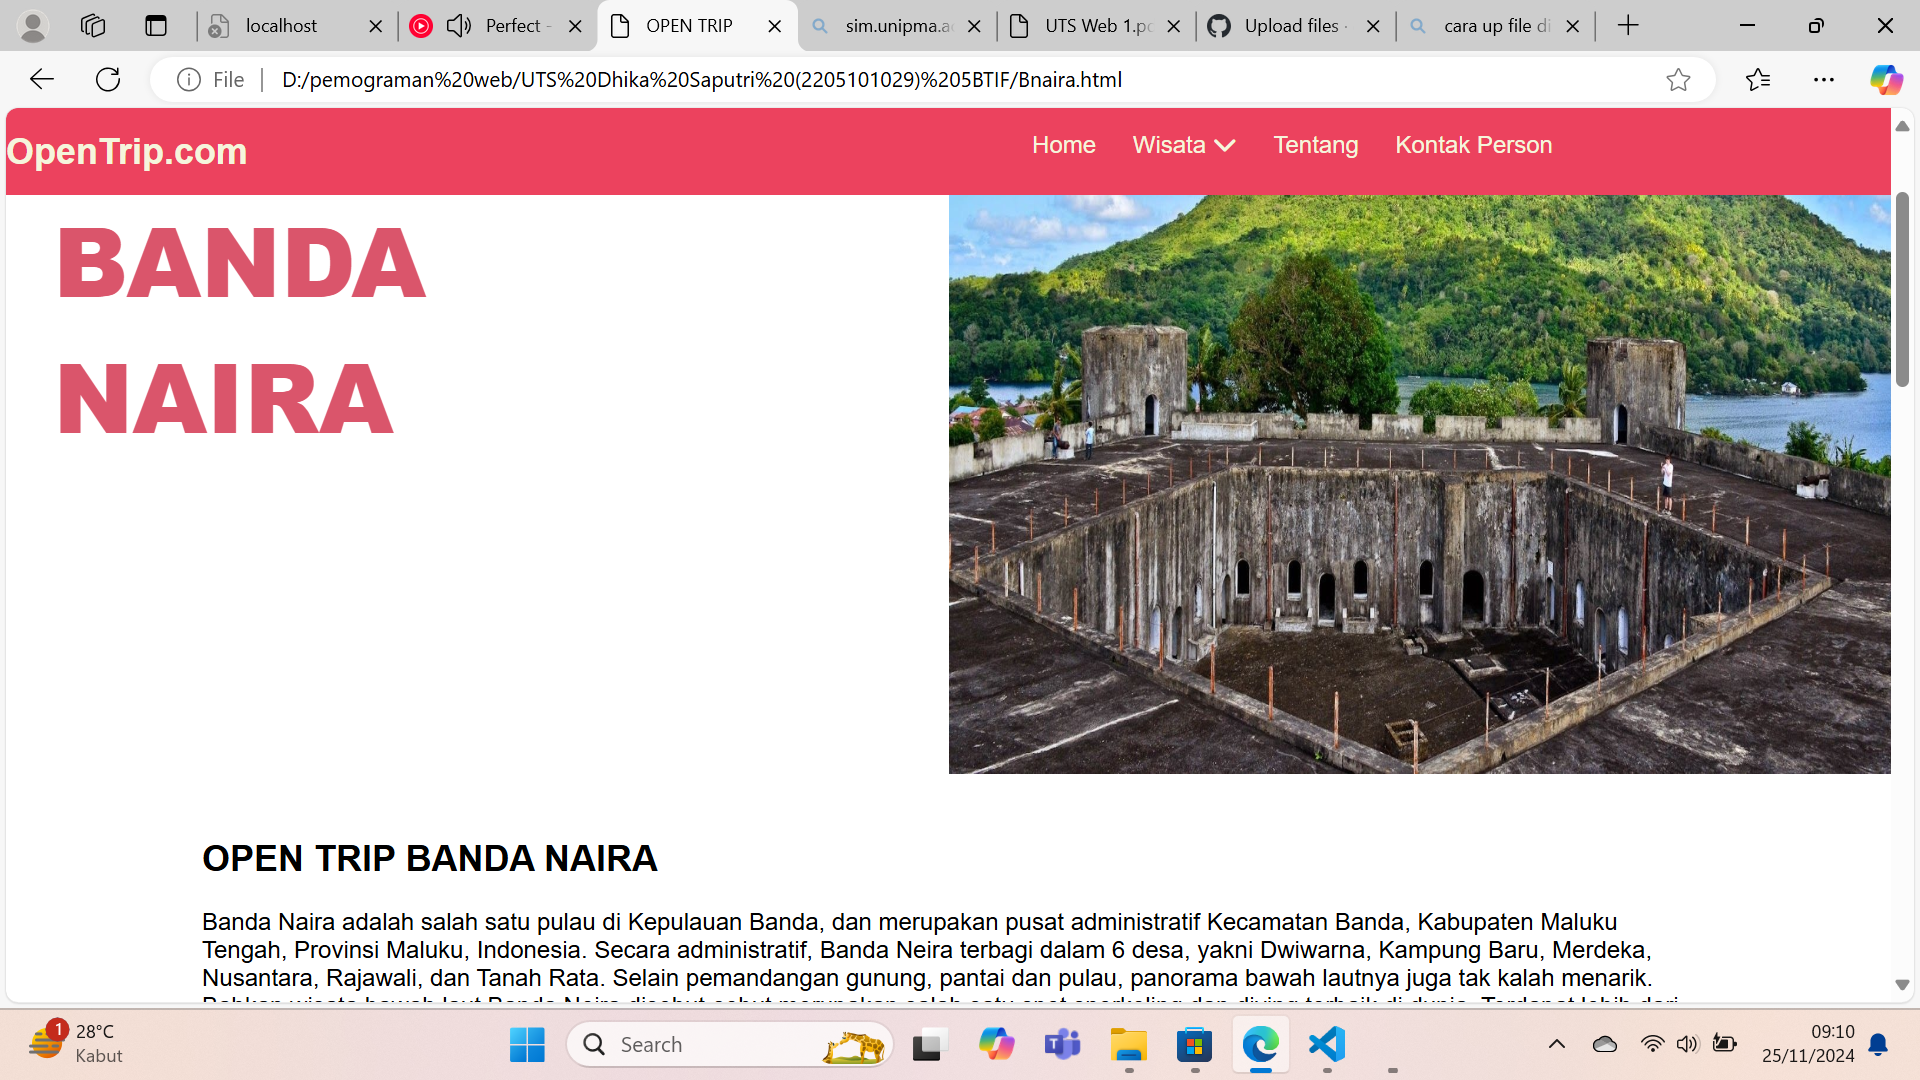 localhost
Perfect -
OPEN TRIP
sim.unipma.a
UTS Web 1.p
Upload files ·
cara up file di
File
D:/pemograman%20web/UTS%20Dhika%20Saputri%20(2205101029)%205BTIF/Bnaira.html
OpenTrip.com
Home
Wisata
Tentang
Kontak Person
BANDA
NAIRA
OPEN TRIP BANDA NAIRA
Banda Naira adalah salah satu pulau di Kepulauan Banda, dan merupakan pusat administratif Kecamatan Banda, Kabupaten Maluku
Tengah, Provinsi Maluku, Indonesia. Secara administratif, Banda Neira terbagi dalam 6 desa, yakni Dwiwarna, Kampung Baru, Merdeka,
Nusantara, Rajawali, dan Tanah Rata. Selain pemandangan gunung, pantai dan pulau, panorama bawah lautnya juga tak kalah menarik.
1
28°C
Kabut
Search
09:10
25/11/2024